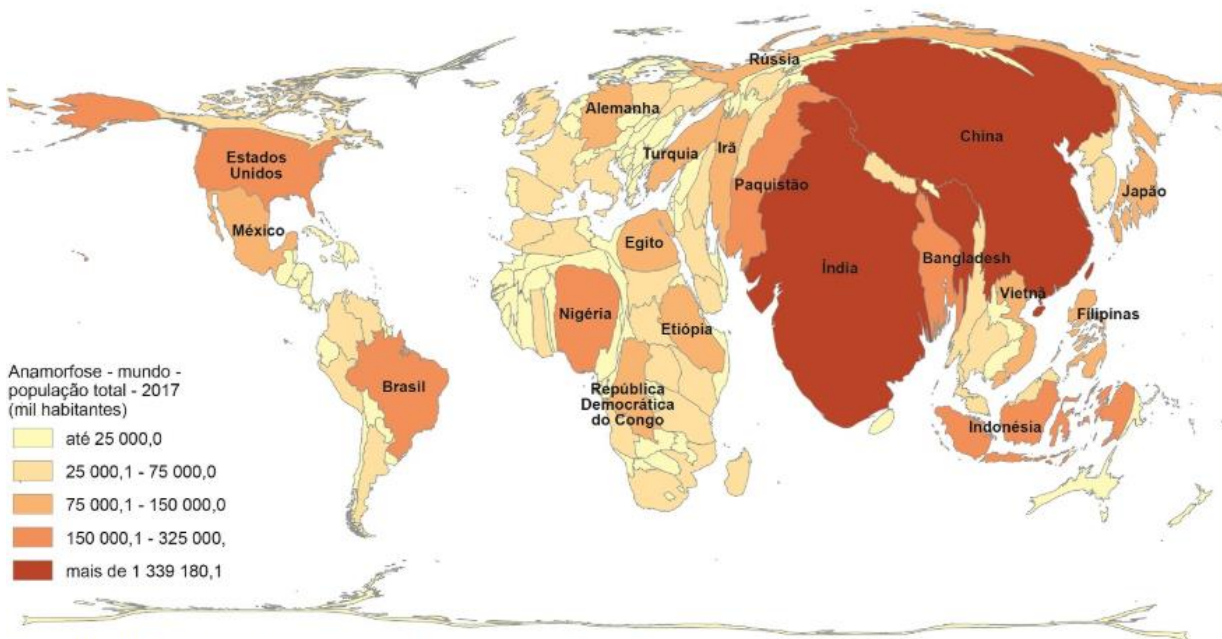 Rússia
Alemanha
China
Estados
Unidos
Turquia
Irã
Paquistão
Japão
México
Egito
Índia
Bangladesh
Nigéria
Vietnã
Filipinas
Etiópia
Anamorfose - mundo -
população total - 2017
(mil habitantes)
Brasil
República
Democrática
do Congo
Indonésia
até 25 000,0
25 000,1 - 75 000,0
75 000,1 - 150 000,0
150 000,1 - 325 000,
mais de 1 339 180,1